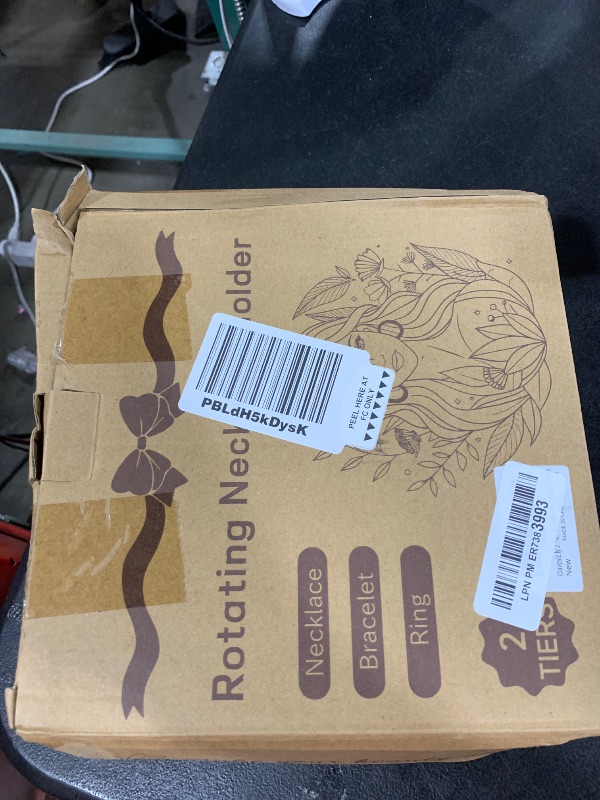 Rotating Neck
older
PBLdH5kDysK
PEEL HERE AT
FC ONLY
Necklace
Bracelet
Ring
2
TIERS
LPN PM ER7383993
New